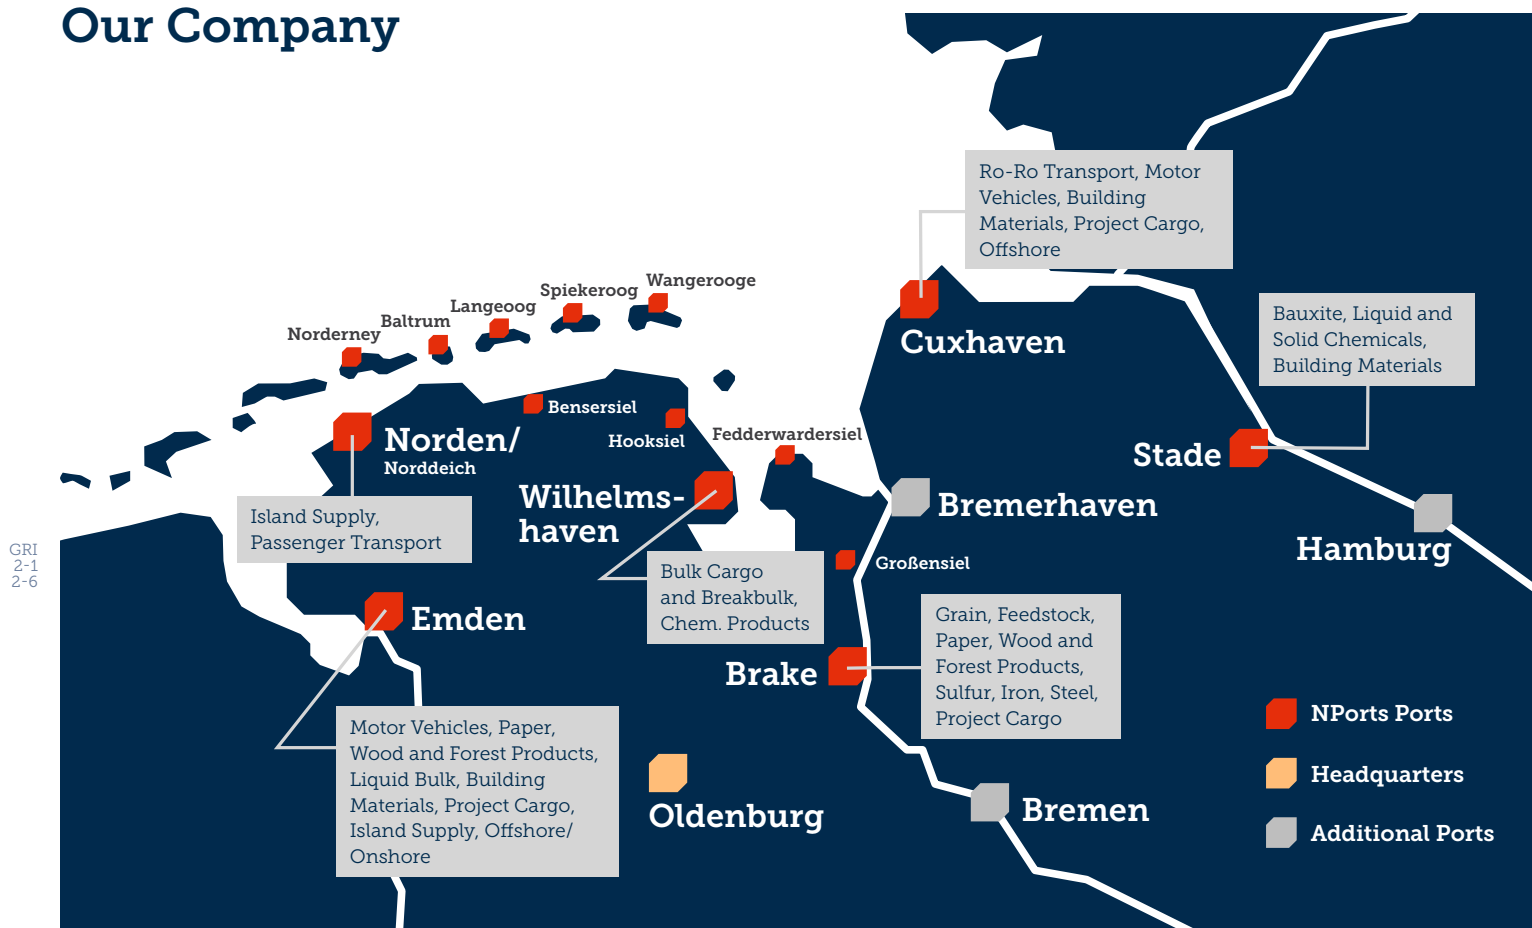 Our Company
Ro-Ro Transport, Motor
Vehicles, Building
Materials, Project Cargo,
Offshore
Wangerooge
Spiekeroog
Langeoog
Baltrum
Norderney
Cuxhaven
Bauxite, Liquid and
Solid Chemicals,
Building Materials
Bensersiel
Hooksiel
Fedderwardersiel
Norden/
Norddeich
Stade
Wilhelms-
haven
Bremerhaven
Island Supply,
Passenger Transport
Hamburg
GRI
2-1
2-6
Großensiel
Bulk Cargo
and Breakbulk,
Chem. Products
Emden
Grain, Feedstock,
Paper, Wood and
Forest Products,
Sulfur, Iron, Steel,
Project Cargo
Brake
Motor Vehicles, Paper,
Wood and Forest Products,
Liquid Bulk, Building
Materials, Project Cargo,
Island Supply, Offshore/
Onshore
Oldenburg
Bremen
NPorts Ports
Headquarters
Additional Ports